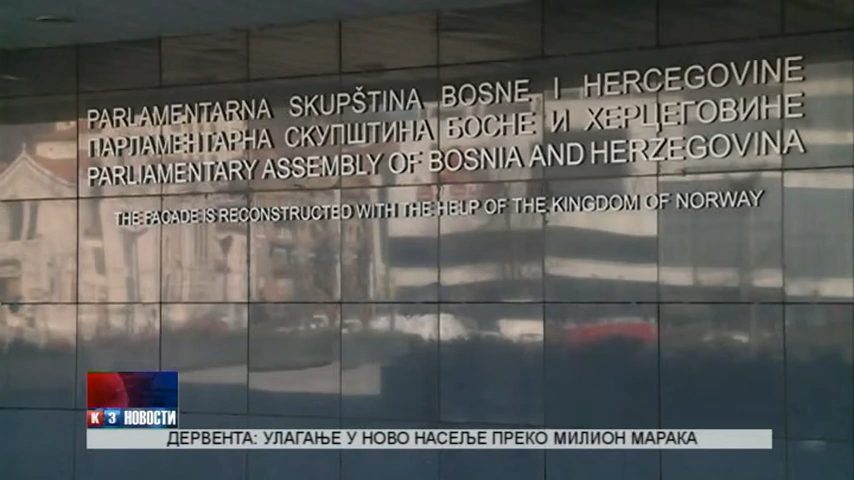 PARLAMENTARNA SKUPŠTINA BOSNE I HERCEGOVINE
ПАРЛАМЕНТАРНА СКУПШТИНА БОСНЕ И ХЕРЦЕГОВИНЕ
PARLIAMENTARY ASSEMBLY OF BOSNIA AND HERZEGOVINA
THE FACADE IS RECONSTRUCTED WITH THE HELP OF THE KINGDOM OF NORWAY
К 3 НОВОСТИ
ДЕРВЕНТА: УЛАГАЊЕ У НОВО НАСЕЉЕ ПРЕКО МИЛИОН МАРАКА